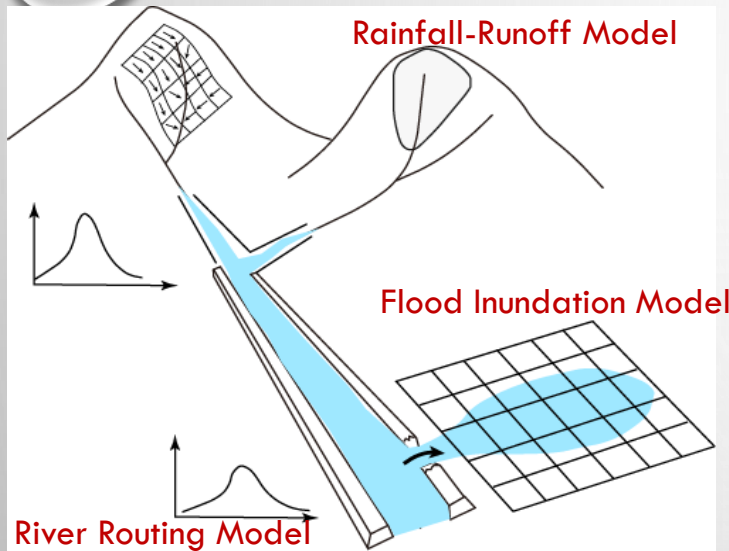 Rainfall-Runoff Model
Flood Inundation Model
River Routing Model